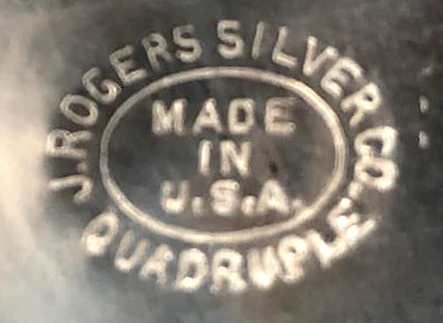 J. ROGERS SILVER CO.
MADE
IN
U.S.A.
QUADRUPLE